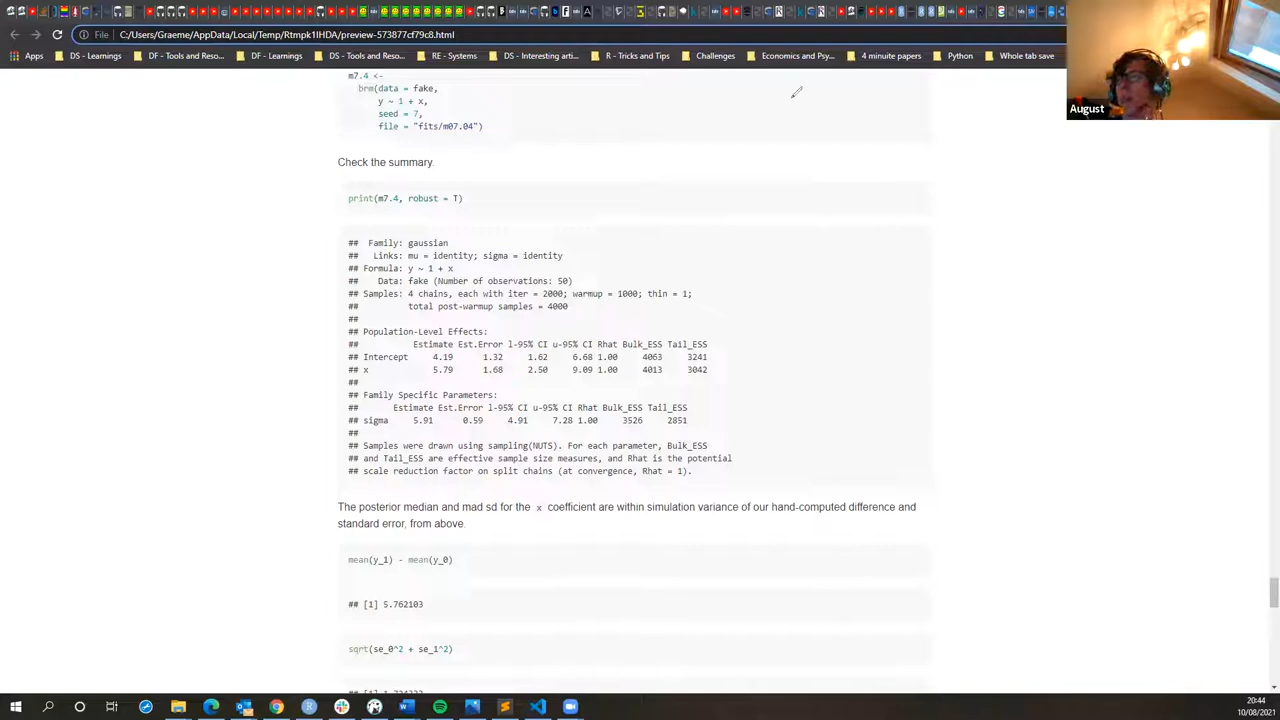 File | C:/Users/Graeme/AppData/Local/Temp/Rtmpk1IHDA/preview-573877cf79c8.html
Apps DS - Learnings DF - Tools and Reso... DF - Learnings DS - Tools and Reso... RE - Systems DS - Interesting arti... R - Tricks and Tips Challenges Economics and Psy... 4 minuite papers Python Whole tab save
August
m7.4 <-
brm(data = fake,
y ~ 1 + x,
seed = 7,
file = "fits/m07.04")
Check the summary.
print(m7.4, robust = T)
## Family: gaussian
## Links: mu = identity; sigma = identity
## Formula: y ~ 1 + x
## Data: fake (Number of observations: 50)
## Samples: 4 chains, each with iter = 2000; warmup = 1000; thin = 1;
## total post-warmup samples = 4000
##
## Population-Level Effects:
## Estimate Est.Error l-95% CI u-95% CI Rhat Bulk_ESS Tail_ESS
## Intercept 4.19 1.32 1.62 6.68 1.00 4063 3241
## x 5.79 1.68 2.50 9.09 1.00 4013 3042
##
## Family Specific Parameters:
## Estimate Est.Error l-95% CI u-95% CI Rhat Bulk_ESS Tail_ESS
## sigma 5.91 0.59 4.91 7.28 1.00 3526 2851
##
## Samples were drawn using sampling(NUTS). For each parameter, Bulk_ESS
## and Tail_ESS are effective sample size measures, and Rhat is the potential
## scale reduction factor on split chains (at convergence, Rhat = 1).
The posterior median and mad sd for the x coefficient are within simulation variance of our hand-computed difference and
standard error, from above.
mean(y_1) - mean(y_0)
## [1] 5.762103
sqrt(se_0^2 + se_1^2)
20:44
10/08/2021